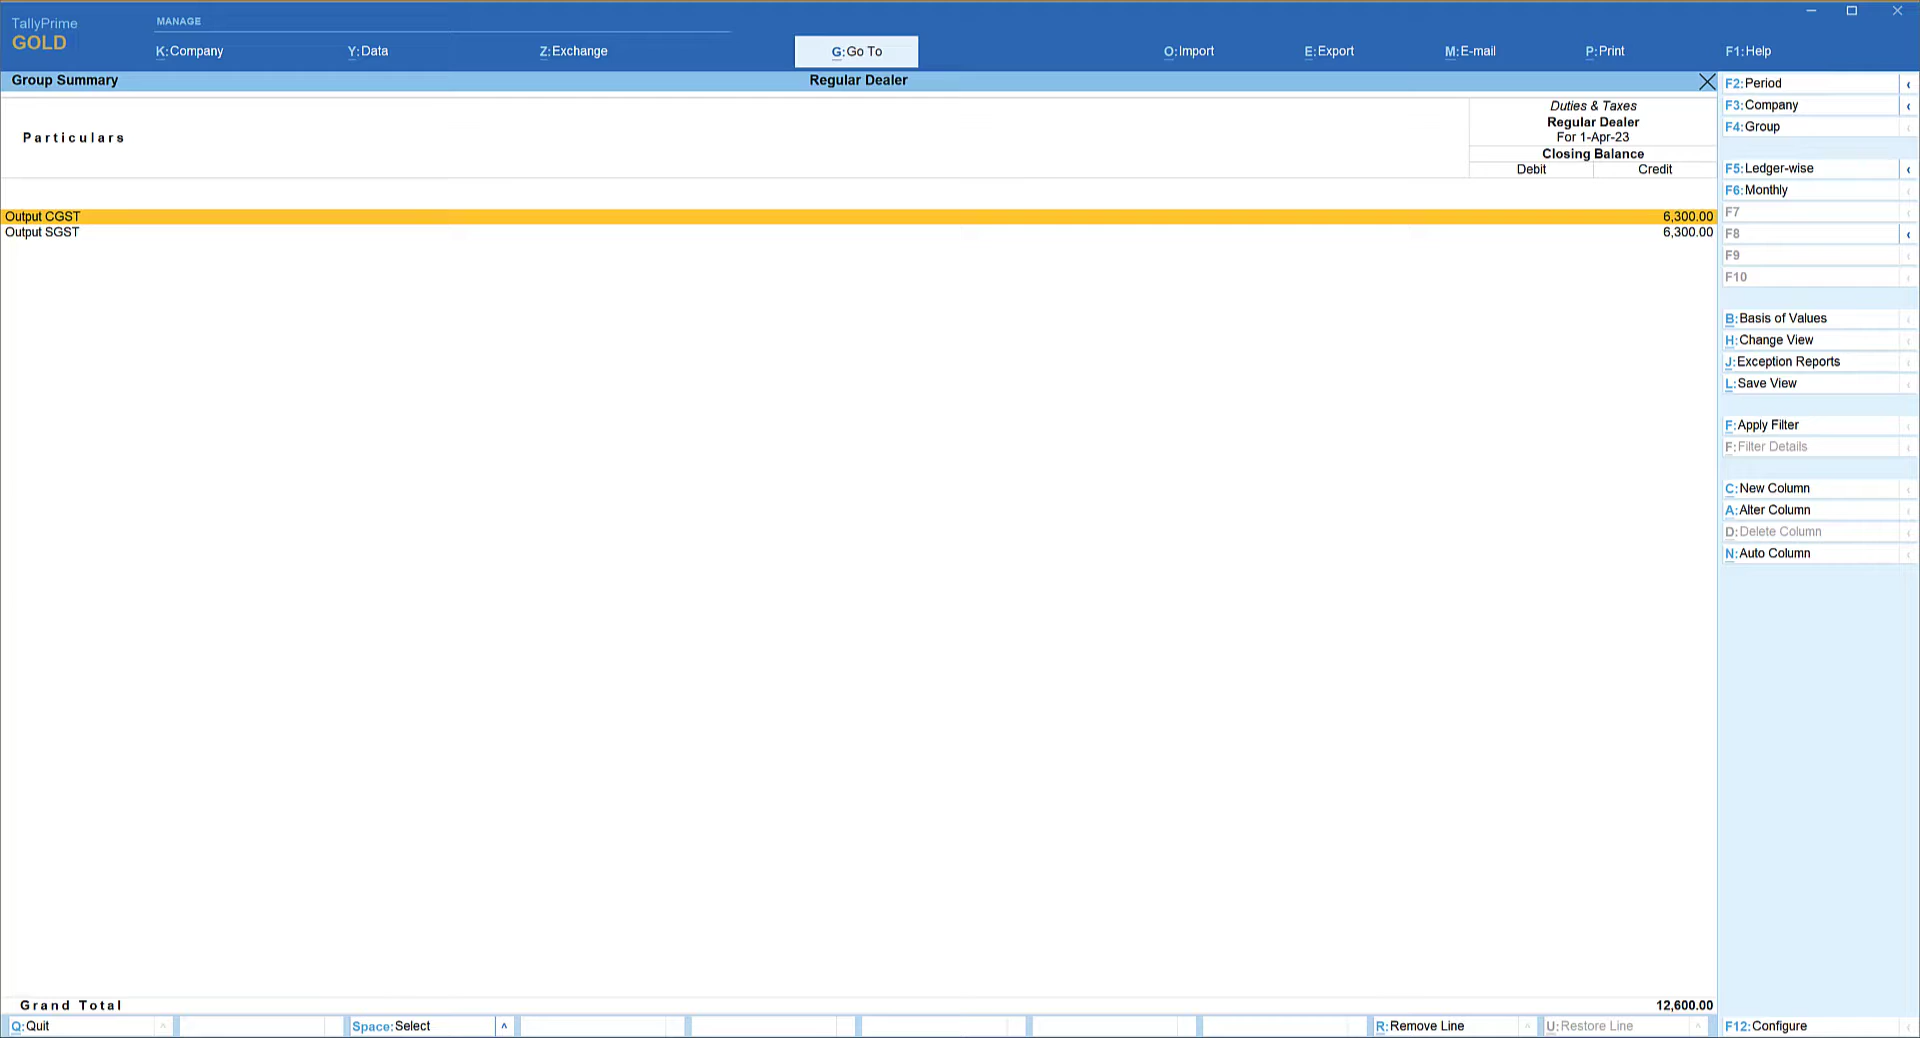 TallyPrime
GOLD
MANAGE
K:Company
Y:Data
Z:Exchange
G:Go To
O:Import
E:Export
M:E-mail
P:Print
F1:Help
Group Summary
Regular Dealer
Particulars
Duties & Taxes
Regular Dealer
For 1-Apr-23
Closing Balance
Debit Credit
Output CGST 6,300.00
Output SGST 6,300.00
Grand Total 12,600.00
F2:Period
F3:Company
F4:Group
F5:Ledger-wise
F6:Monthly
F7
F8
F9
F10
B:Basis of Values
H:Change View
J:Exception Reports
L:Save View
F:Apply Filter
F:Filter Details
C:New Column
A:Alter Column
D:Delete Column
N:Auto Column
Q:Quit
Space:Select
R:Remove Line
U:Restore Line
F12:Configure